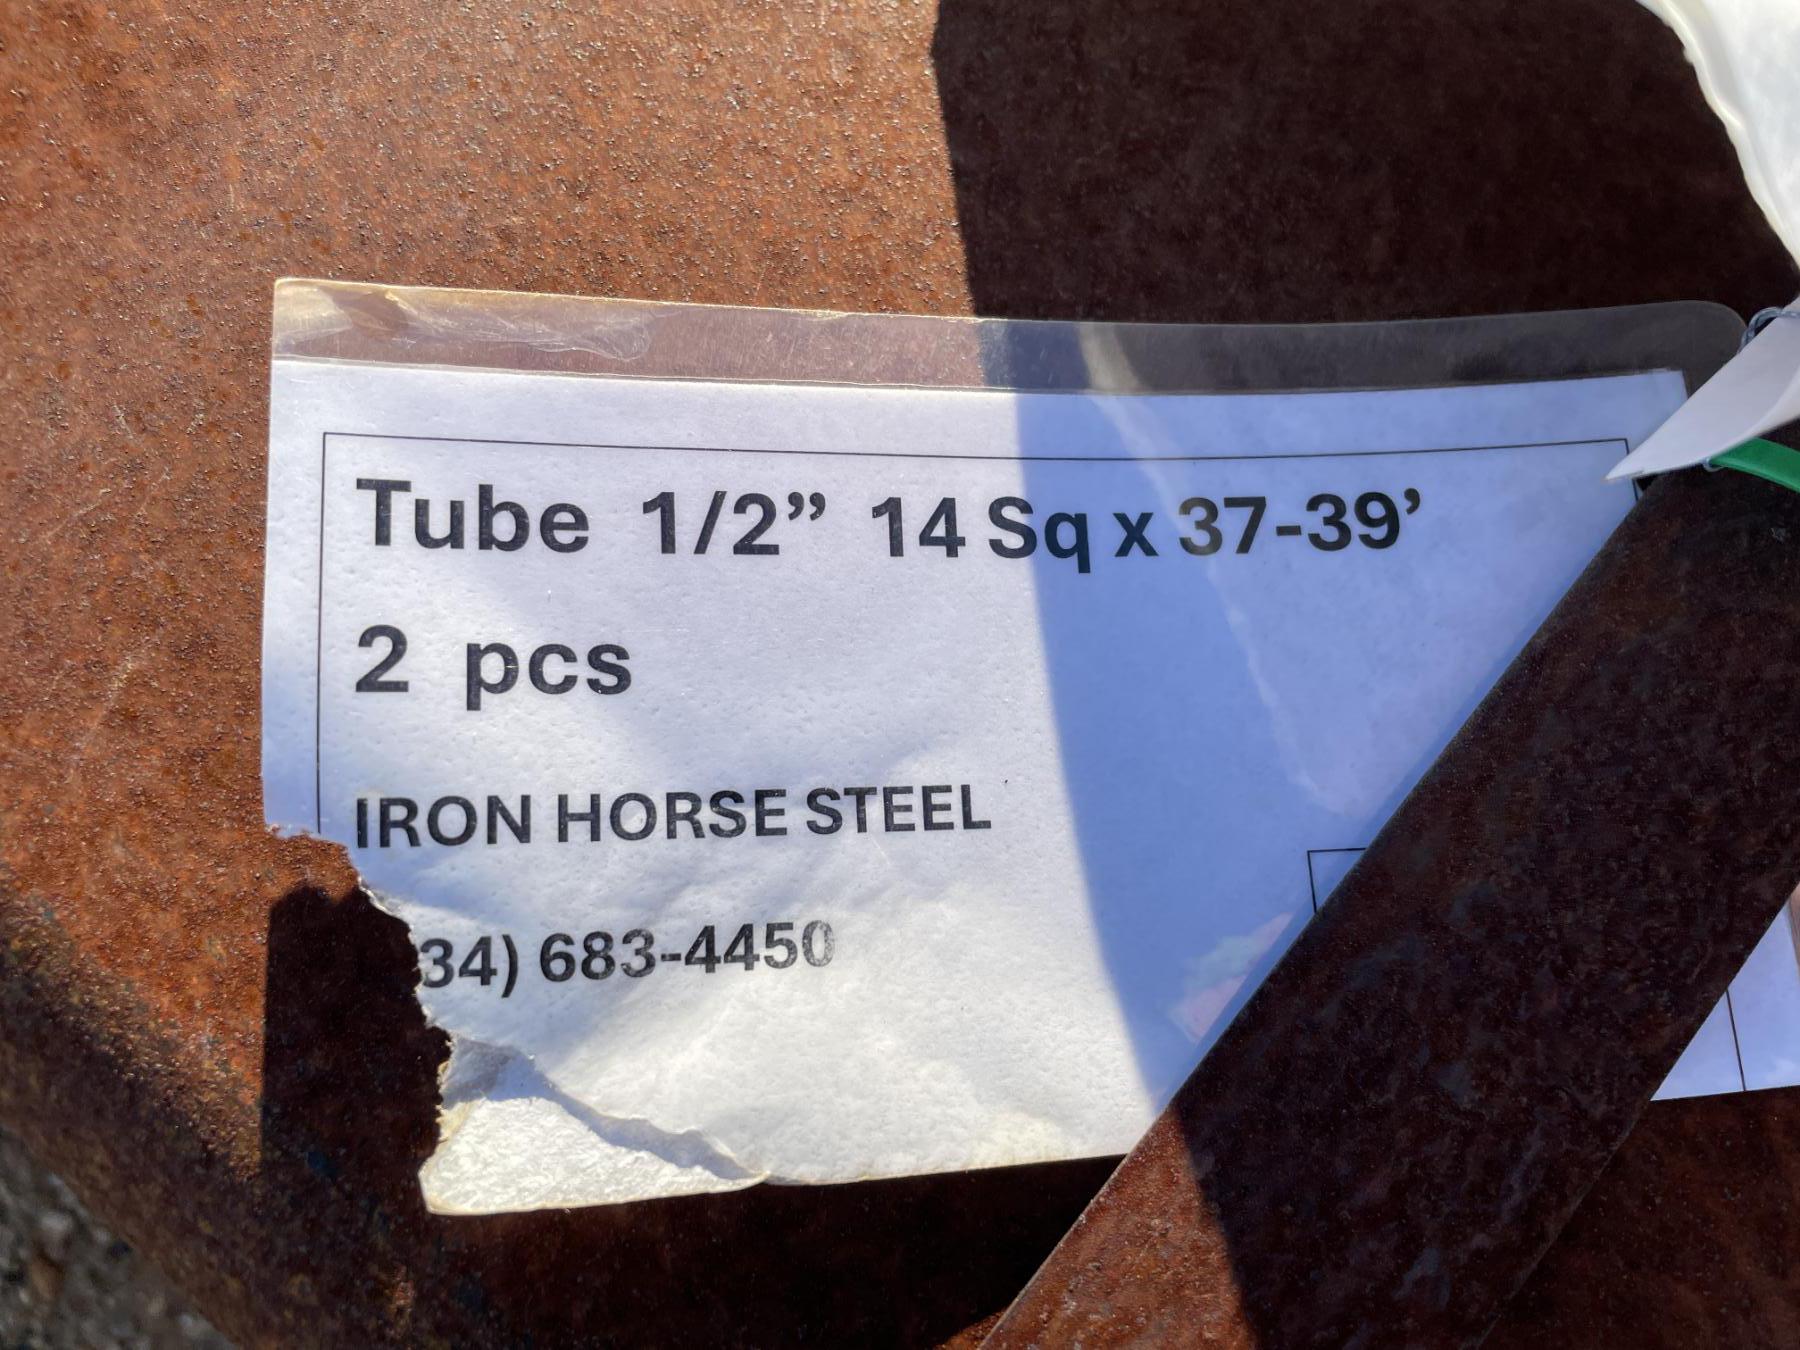 Tube 1/2” 14 Sq x 37-39’
2 pcs
IRON HORSE STEEL
34) 683-4450